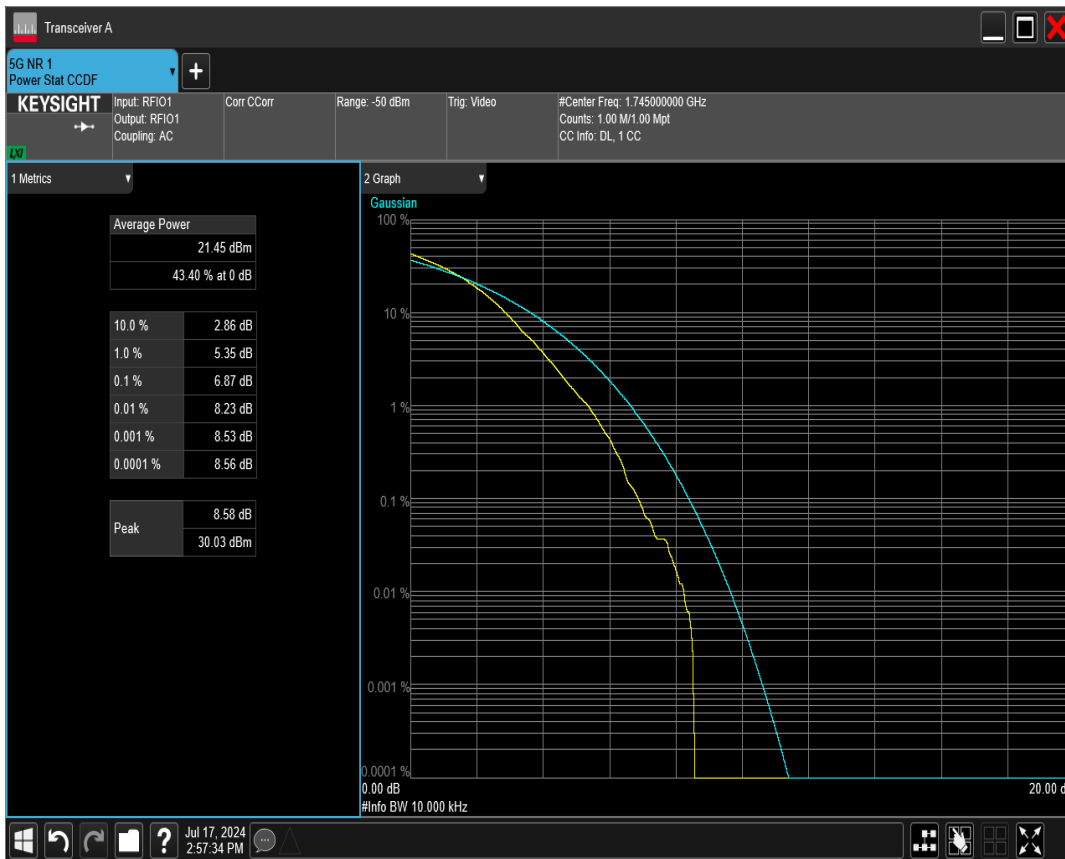 Transceiver A
5G NR 1
Power Stat CCDF
+
KEYSIGHT
LXI
Input: RFIO1
Output: RFIO1
Coupling: AC
Corr CCorr
Range: -50 dBm
Trig: Video
#Center Freq: 1.745000000 GHz
Counts: 1.00 M/1.00 Mpt
CC Info: DL, 1 CC
1 Metrics
Average Power
21.45 dBm
43.40 % at 0 dB
10.0 % 2.86 dB
1.0 % 5.35 dB
0.1 % 6.87 dB
0.01 % 8.23 dB
0.001 % 8.53 dB
0.0001 % 8.56 dB
Peak
8.58 dB
30.03 dBm
2 Graph
Gaussian
100 %
10 %
1 %
0.1 %
0.01 %
0.001 %
0.0001 %
0.00 dB
20.00 d
#Info BW 10.000 kHz
?
Jul 17, 2024
2:57:34 PM